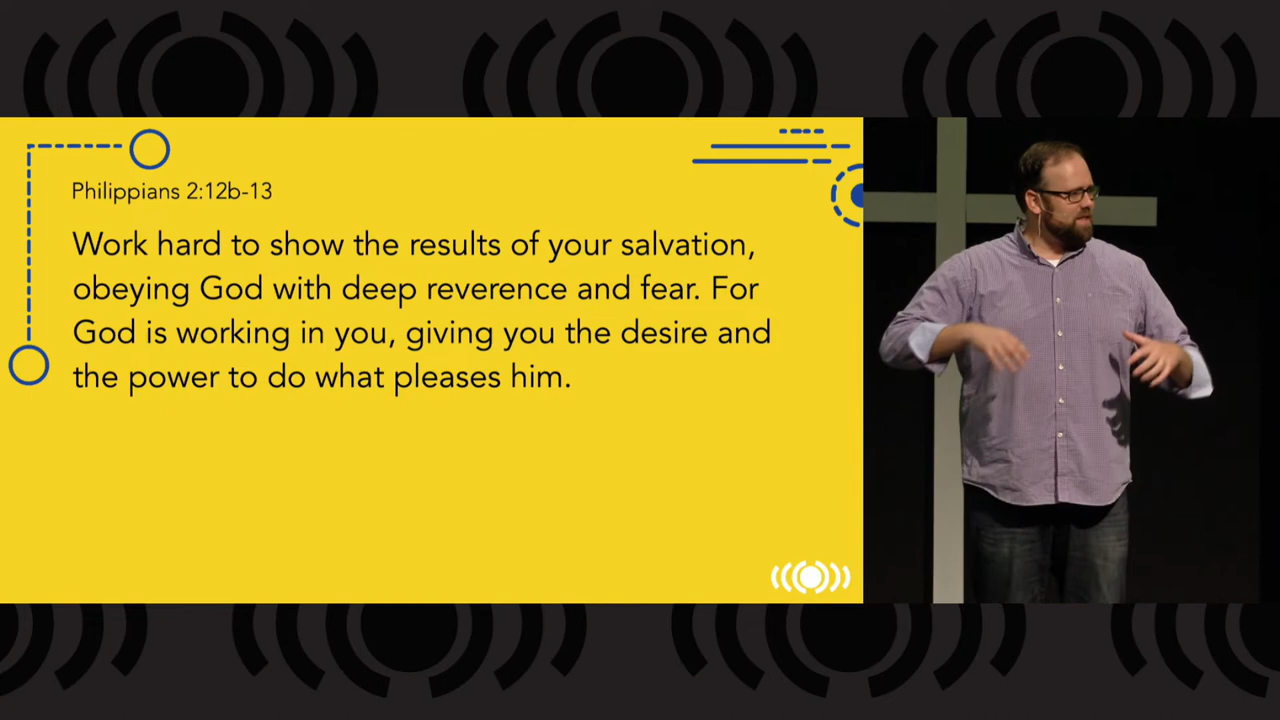 Philippians 2:12b-13
Work hard to show the results of your salvation,
obeying God with deep reverence and fear. For
God is working in you, giving you the desire and
the power to do what pleases him.